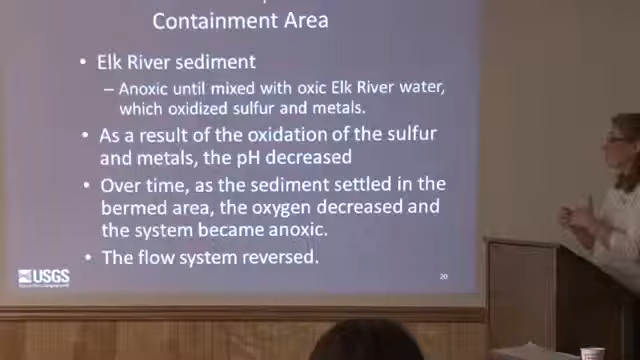 Containment Area
• Elk River sediment
– Anoxic until mixed with oxic Elk River water,
which oxidized sulfur and metals.
• As a result of the oxidation of the sulfur
and metals, the pH decreased
• Over time, as the sediment settled in the
bermed area, the oxygen decreased and
the system became anoxic.
• The flow system reversed.
USGS
20